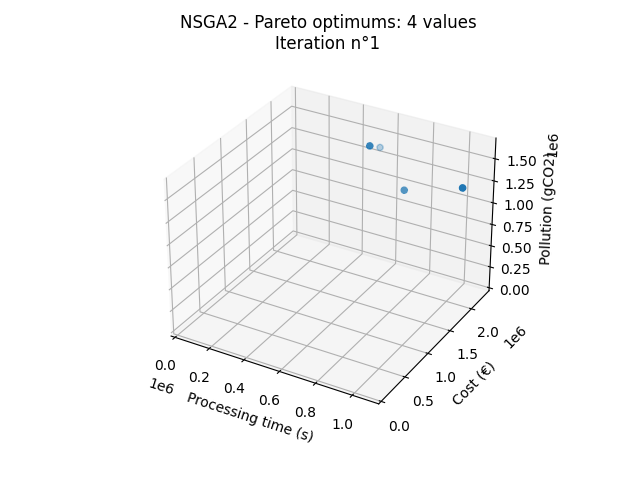 NSGA2 - Pareto optimums: 4 values
Iteration n°1
1e6
1.50
1.25
1.00
0.75
0.50
0.25
0.00
Pollution (gCO2)
2.0
1.5
1.0
0.5
0.0
1e6
Cost (€)
0.0
0.2
0.4
0.6
0.8
1.0
1e6
Processing time (s)